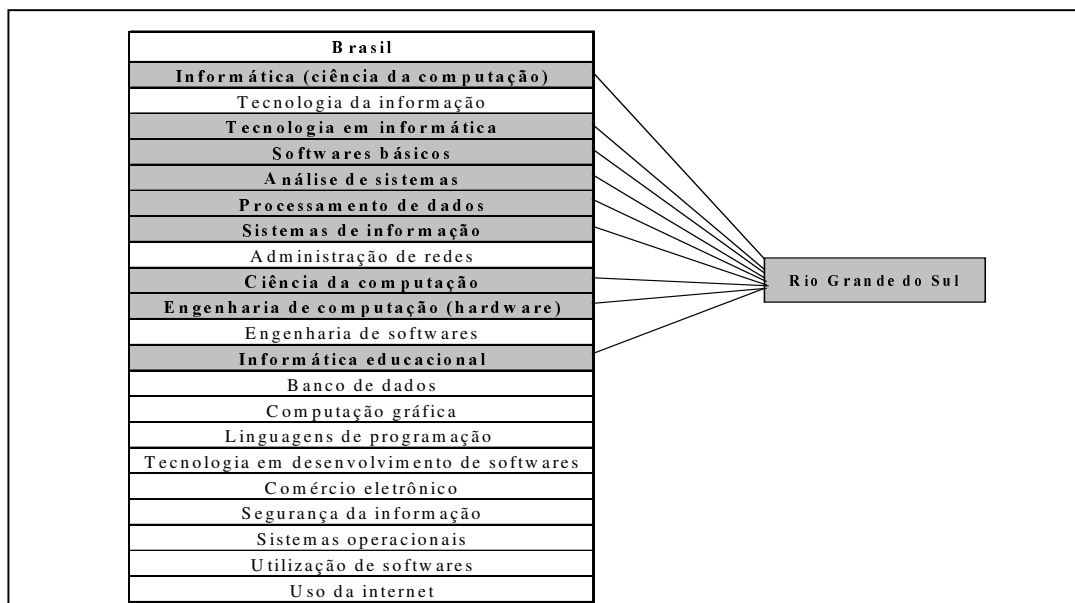 Brasil
Informática (ciência da computação)
Tecnologia da informação
Tecnologia em informática
Softwares básicos
Análise de sistemas
Processamento de dados
Sistemas de informação
Administração de redes
Ciência da computação
Engenharia de computação (hardware)
Engenharia de softwares
Informática educacional
Banco de dados
Computação gráfica
Linguagens de programação
Tecnologia em desenvolvimento de softwares
Comércio eletrônico
Segurança da informação
Sistemas operacionais
Utilização de softwares
Uso da internet
Rio Grande do Sul